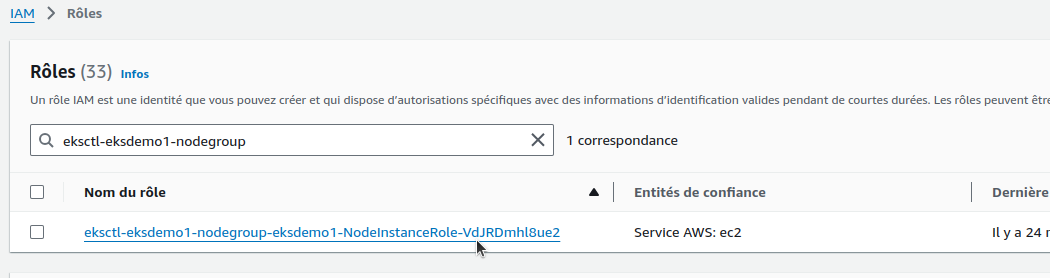 IAM > Rôles
Rôles (33) Infos
Un rôle IAM est une identité que vous pouvez créer et qui dispose d'autorisations spécifiques avec des informations d'identification valides pendant de courtes durées. Les rôles peuvent être
eksctl-eksdemo1-nodegroup 1 correspondance
Nom du rôle Entités de confiance Dernière
eksctl-eksdemo1-nodegroup-eksdemo1-NodeInstanceRole-VdJRDmhl8ue2 Service AWS: ec2 Il y a 24